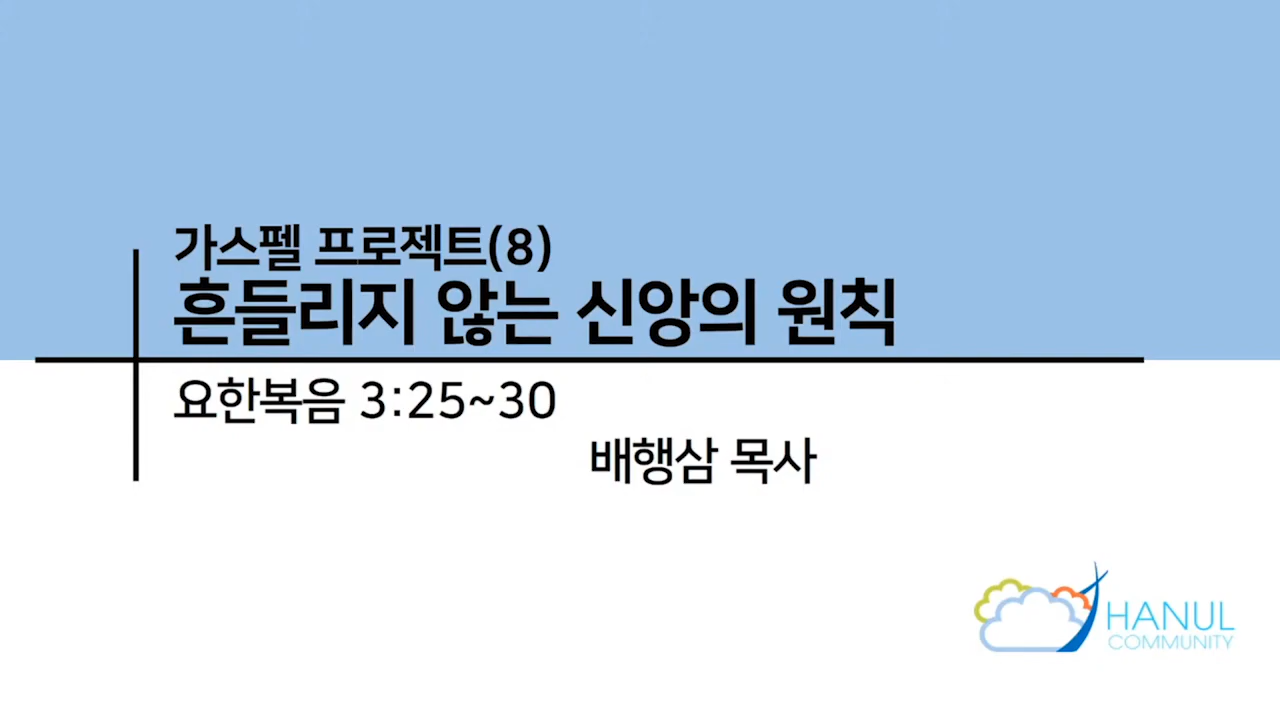 가스펠 프로젝트(8)
흔들리지 않는 신앙의 원칙
요한복음 3:25~30
배행삼 목사
HANUL
COMMUNITY